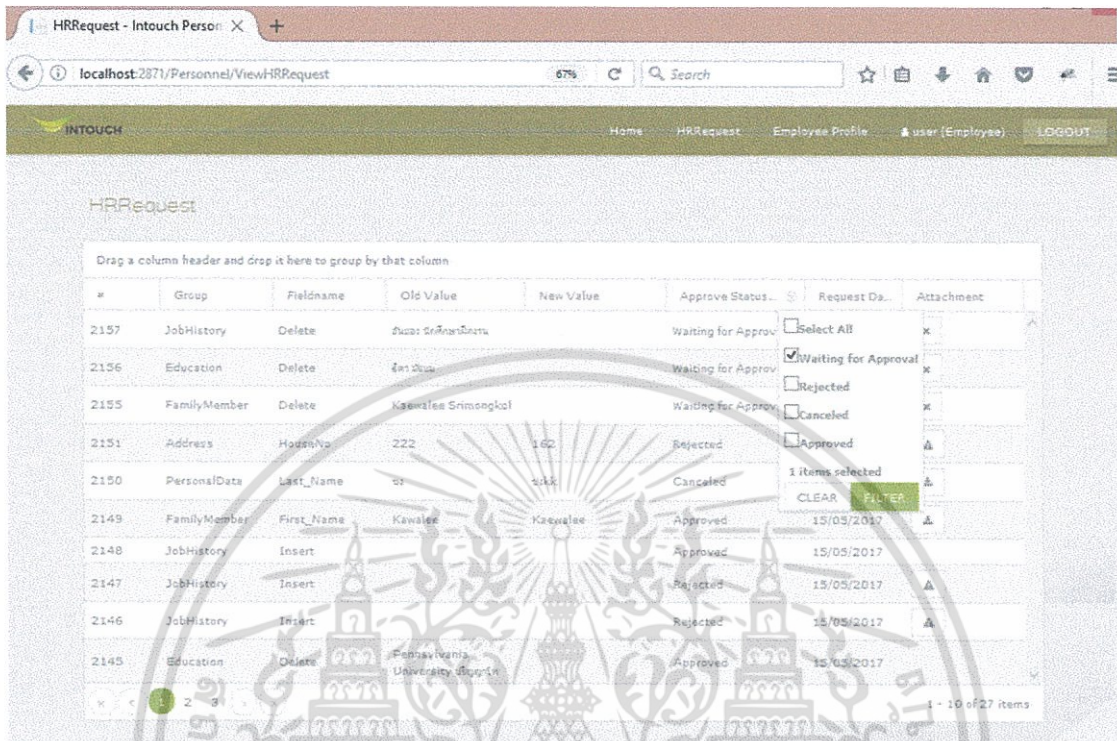 HRRequest - Intouch Person
localhost:2871/Personnel/ViewHRRequest 67% Search
INTOUCH Home HRRequest Employee Profile user (Employee) LOGOUT
HRRequest
Drag a column header and drop it here to group by that column
# Group Fieldname Old Value New Value Approve Status... Request Da... Attachment
2157 JobHistory Delete Waiting for Approv
2156 Education Delete Waiting for Approv
2155 FamilyMember Delete Kaewalee Srimongkol Waiting for Approv
2151 Address HouseNo 222 162 Rejected
2150 PersonalData Last_Name Canceled
2149 FamilyMember First_Name Kawalee Kaewalee Approved 15/05/2017
2148 JobHistory Insert Approved 15/05/2017
2147 JobHistory Insert Rejected 15/05/2017
2146 JobHistory Insert Rejected 15/05/2017
2145 Education Delete Pennsylvania University Approved 15/05/2017
Select All
Waiting for Approval
Rejected
Canceled
Approved
1 items selected
CLEAR FILTER
1 2 3 1 - 10 of 27 items